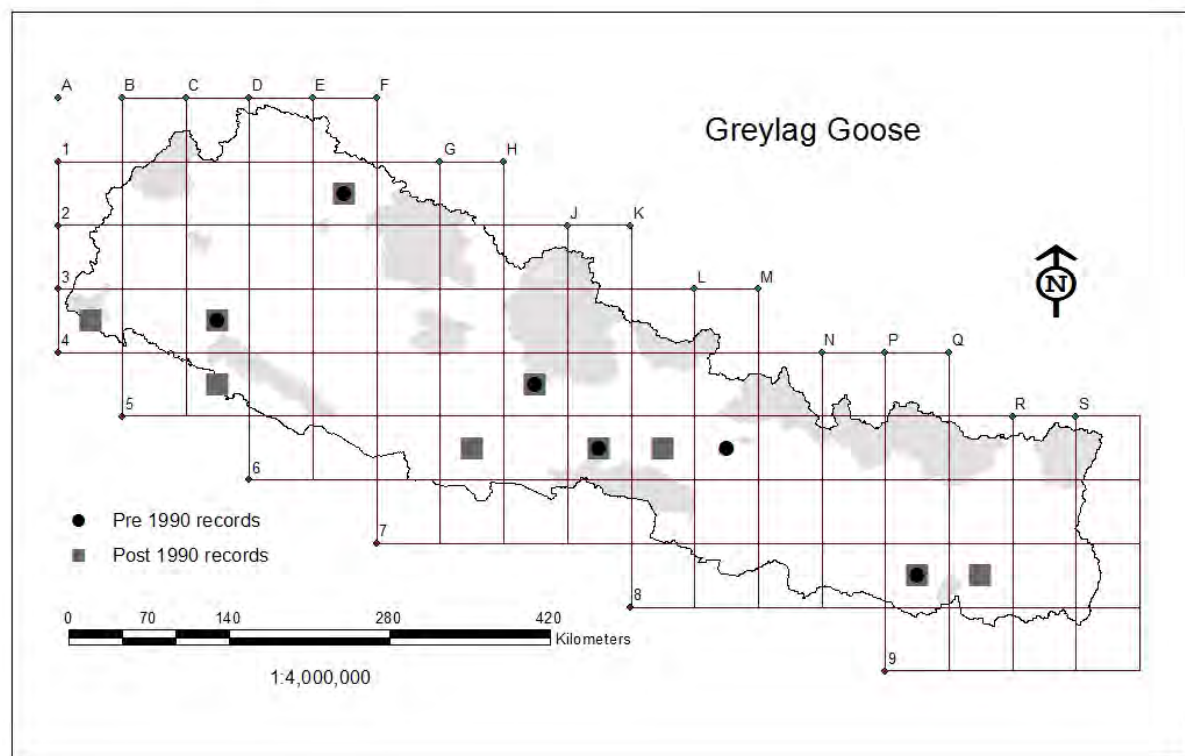 A
B
C
D
E
F
Greylag Goose
1
G
H
2
J
K
N
3
L
M
4
N
P
Q
5
R
S
6
Pre 1990 records
7
Post 1990 records
8
0 70 140 280 420
Kilometers
9
1:4,000,000